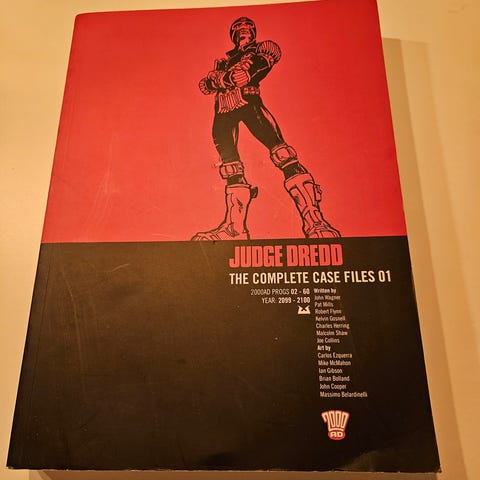 JUDGE DREDD
THE COMPLETE CASE FILES 01
2000AD PROGS 02 - 60
YEAR: 2099 - 2100
Written by
John Wagner
Pat Mills
Robert Flynn
Kelvin Gosnell
Charles Herring
Malcolm Shaw
Joe Collins
Art by
Carlos Ezquerra
Mike McMahon
Ian Gibson
Brian Bolland
John Cooper
Massimo Belardinelli
2000
AD